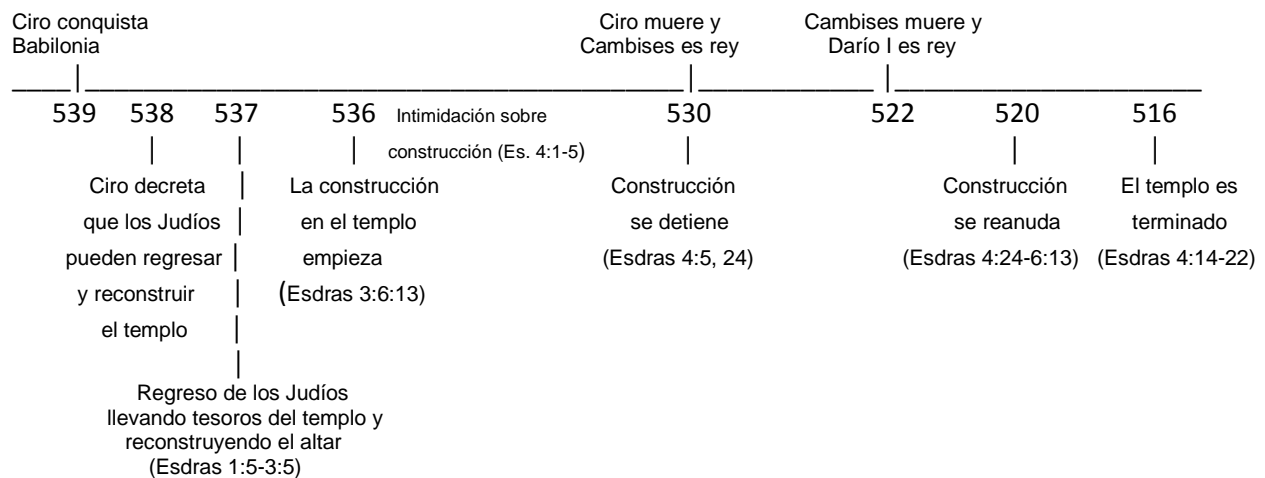 Ciro conquista
Babilonia
Ciro muere y
Cambises es rey
Cambises muere y
Darío I es rey
539 538 537 536 Intimidación sobre 530 522 520 516
construcción (Es. 4:1-5)
Ciro decreta
que los Judíos
pueden regresar
y reconstruir
el templo
La construcción
en el templo
empieza
(Esdras 3:6:13)
Construcción
se detiene
(Esdras 4:5, 24)
Construcción
se reanuda
(Esdras 4:24-6:13)
El templo es
terminado
(Esdras 4:14-22)
Regreso de los Judíos
llevando tesoros del templo y
reconstruyendo el altar
(Esdras 1:5-3:5)